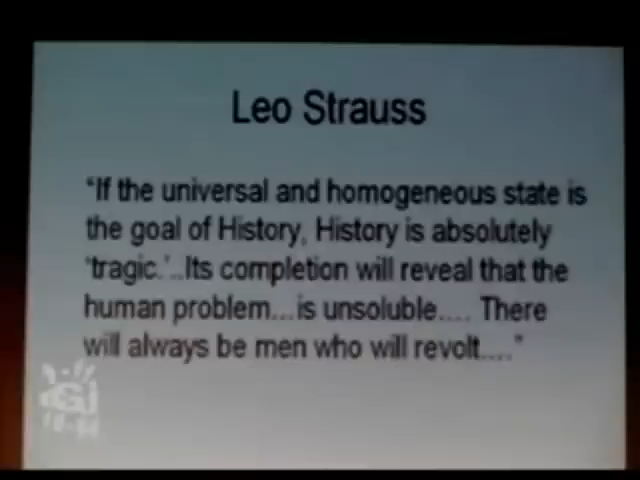 Leo Strauss
"If the universal and homogeneous state is
the goal of History, History is absolutely
'tragic.'..Its completion will reveal that the
human problem...is unsoluble.... There
will always be men who will revolt...."